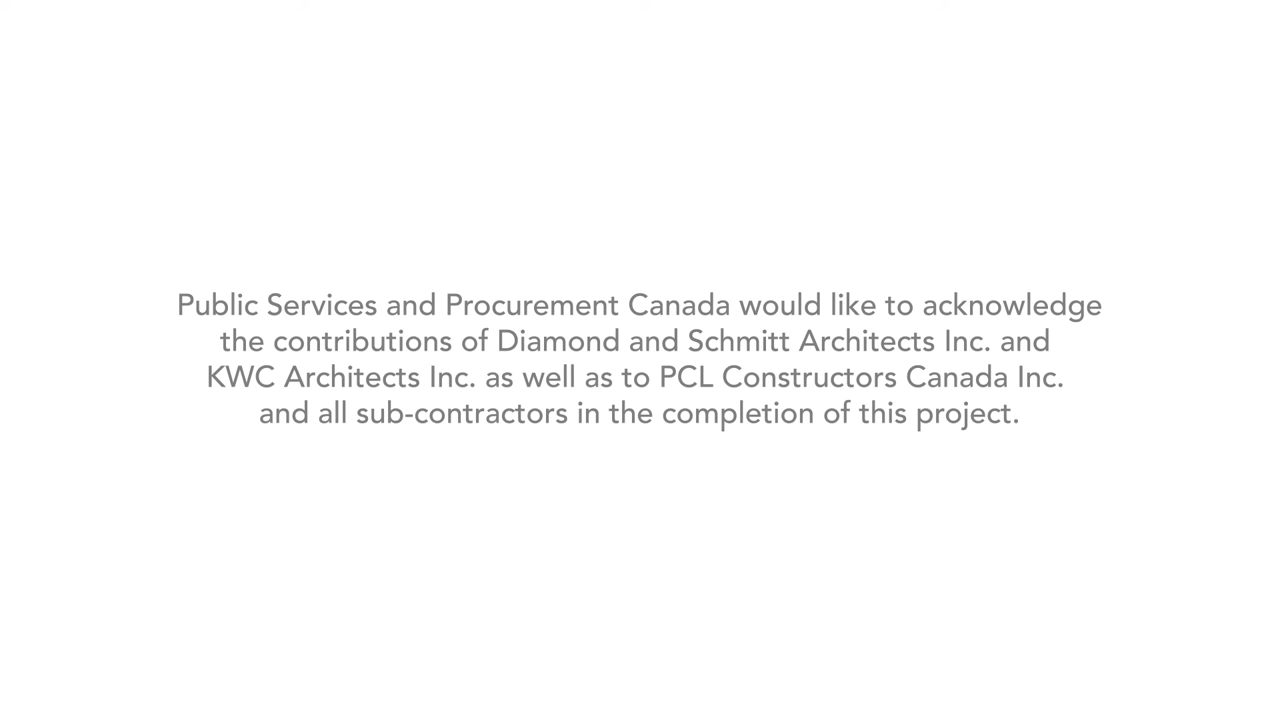 Public Services and Procurement Canada would like to acknowledge
the contributions of Diamond and Schmitt Architects Inc. and
KWC Architects Inc. as well as to PCL Constructors Canada Inc.
and all sub-contractors in the completion of this project.